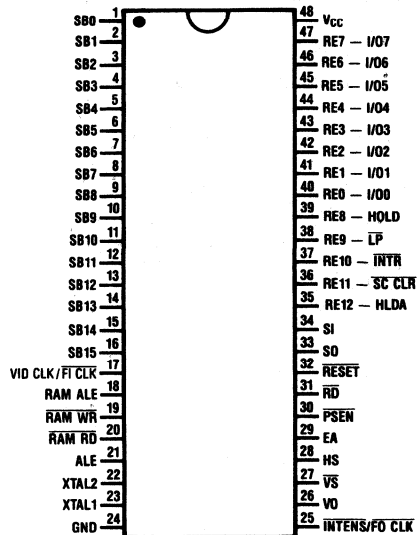 SB0 1
SB1 2
SB2 3
SB3 4
SB4 5
SB5 6
SB6 7
SB7 8
SB8 9
SB9 10
SB10 11
SB11 12
SB12 13
SB13 14
SB14 15
SB15 16
VID CLK/FI CLK 17
RAM ALE 18
RAM WR 19
RAM RD 20
ALE 21
XTAL2 22
XTAL1 23
GND 24
48 VCC
47 RE7 — I/O7
46 RE6 — I/O6
45 RE5 — I/O5
44 RE4 — I/O4
43 RE3 — I/O3
42 RE2 — I/O2
41 RE1 — I/O1
40 RE0 — I/O0
39 RE8 — HOLD
38 RE9 — LP
37 RE10 — INTR
36 RE11 — SC CLR
35 RE12 — HLDA
34 SI
33 SO
32 RESET
31 RD
30 PSEN
29 EA
28 HS
27 VS
26 VO
25 INTENS/FO CLK